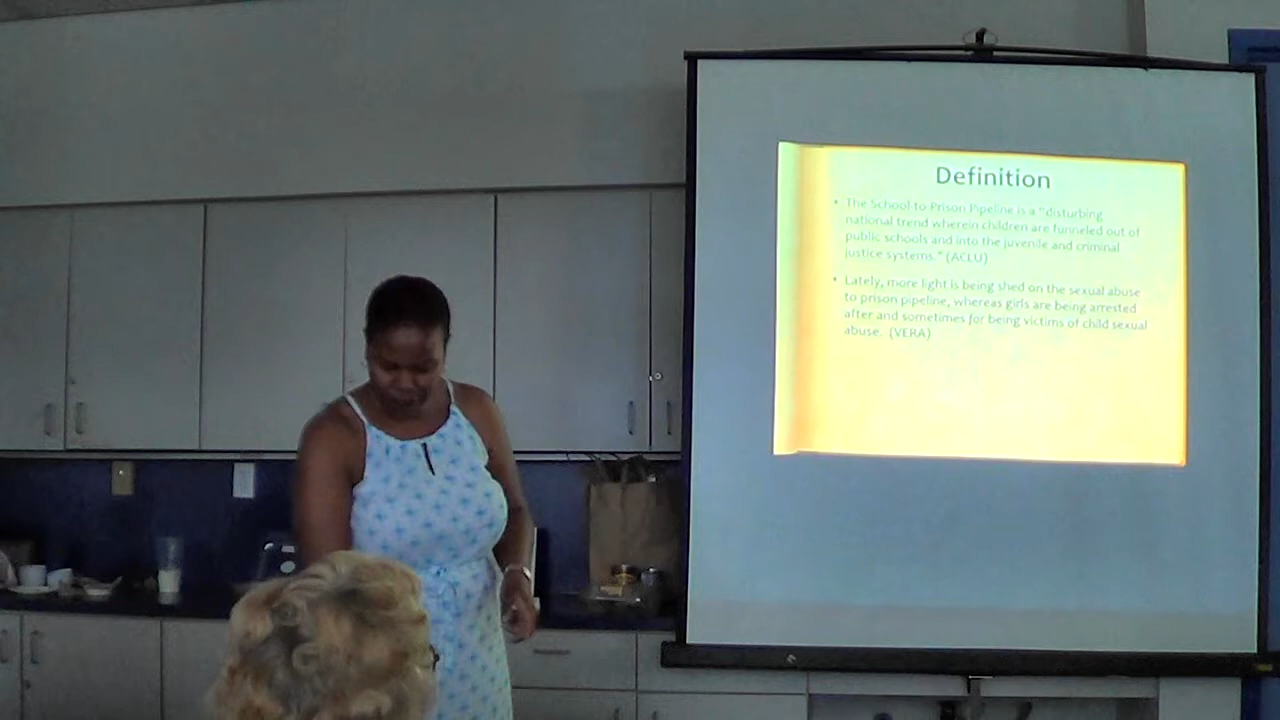 Definition
• The School to Prison Pipeline is a "disturbing
national trend wherein children are funneled out of
public schools and into the juvenile and criminal
justice systems." (ACLU)
• Lately, more light is being shed on the sexual abuse
to prison pipeline, whereas girls are being arrested
after and sometimes for being victims of child sexual
abuse. (VERA)